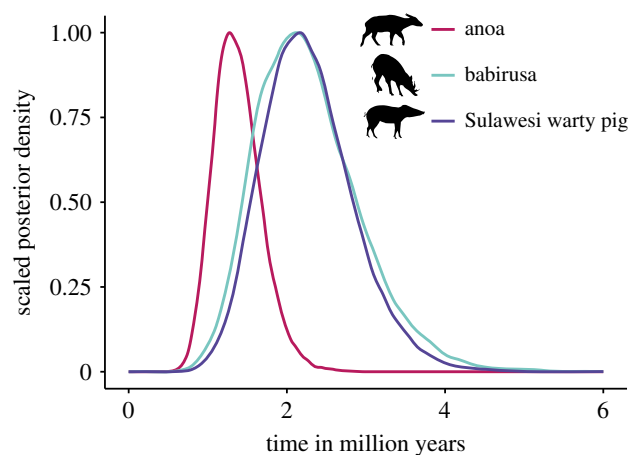 1.00
0.75
0.50
0.25
0
scaled posterior density
anoa
babirusa
Sulawesi warty pig
0 2 4 6
time in million years